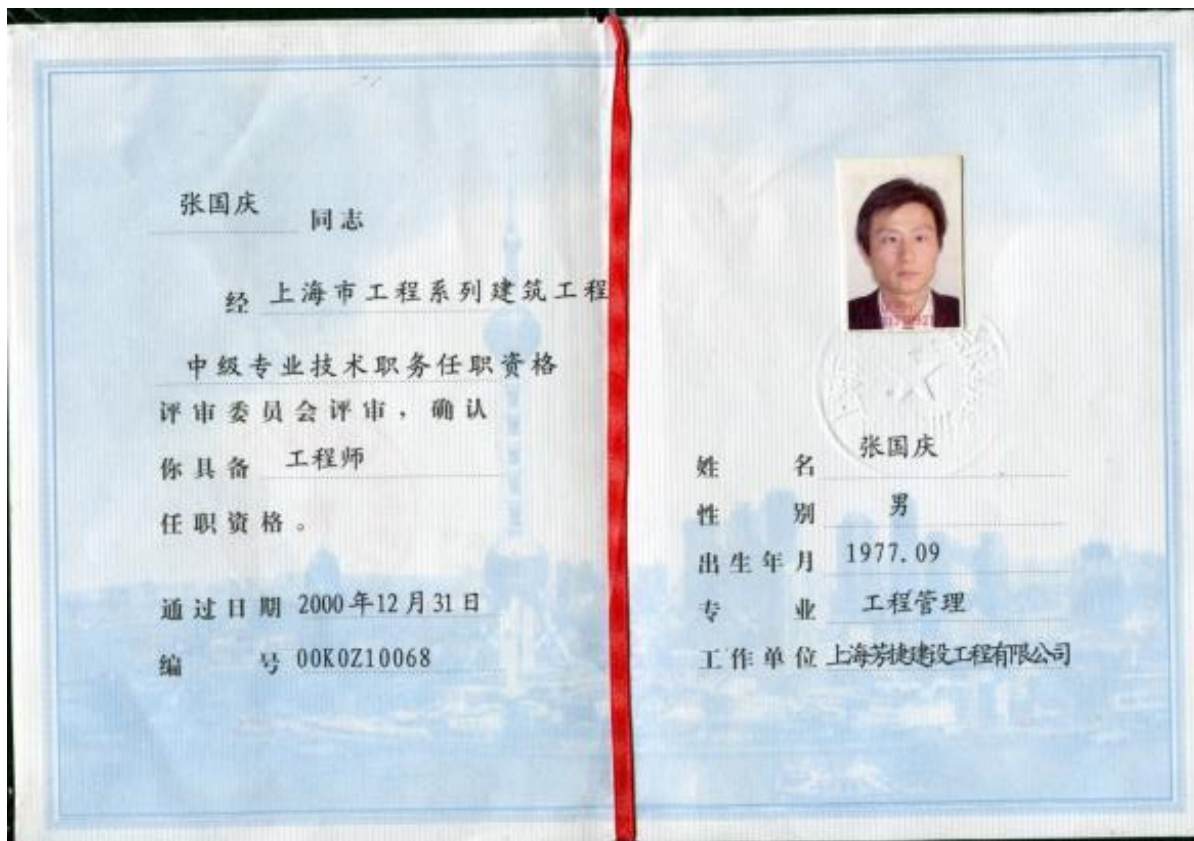 张国庆 同志
经 上海市工程系列建筑工程
中级专业技术职务任职资格
评审委员会评审，确认
你具备 工程师
任职资格。
通过日期 2000年12月31日
编号 00K0Z10068
姓名 张国庆
性别 男
出生年月 1977.09
专业 工程管理
工作单位 上海芳捷建设工程有限公司